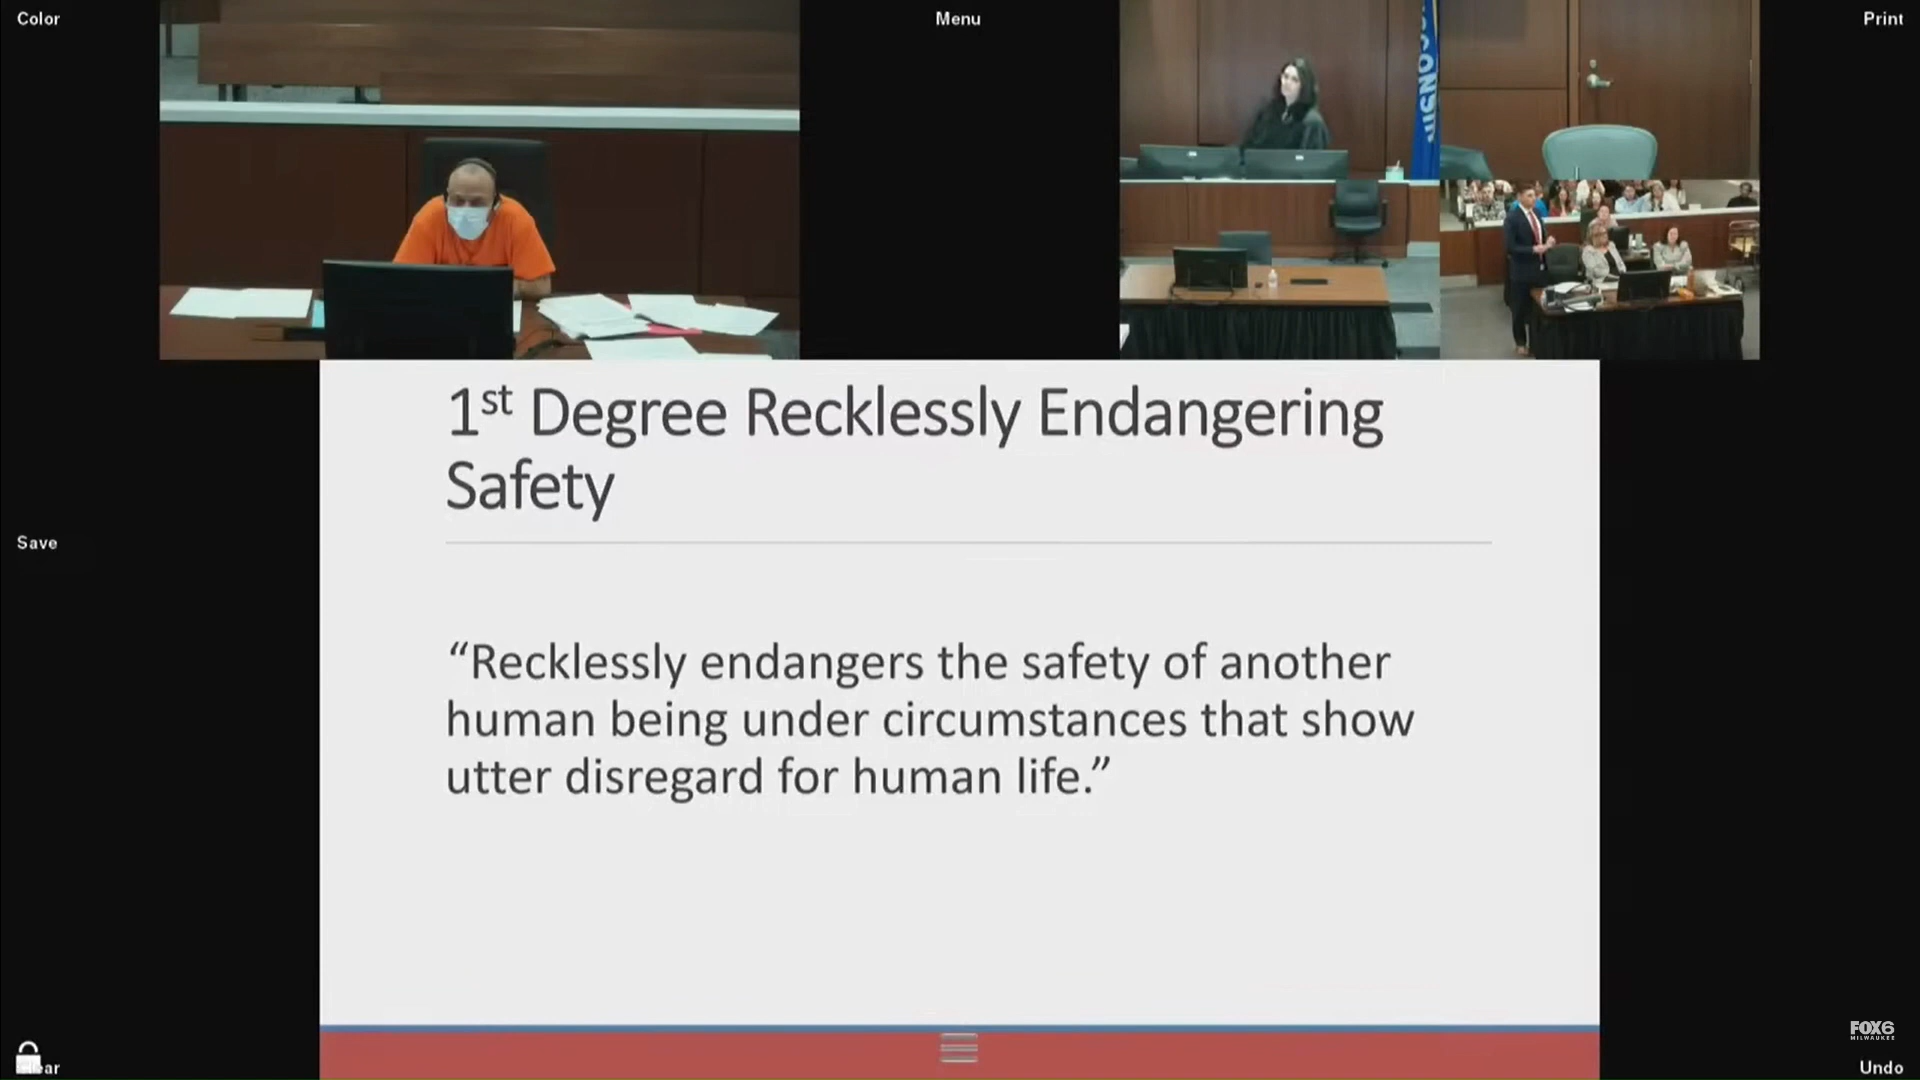 Color
Menu
Print
1st Degree Recklessly Endangering
Safety
Save
“Recklessly endangers the safety of another
human being under circumstances that show
utter disregard for human life.”
FOX6
MILWAUKEE
Undo